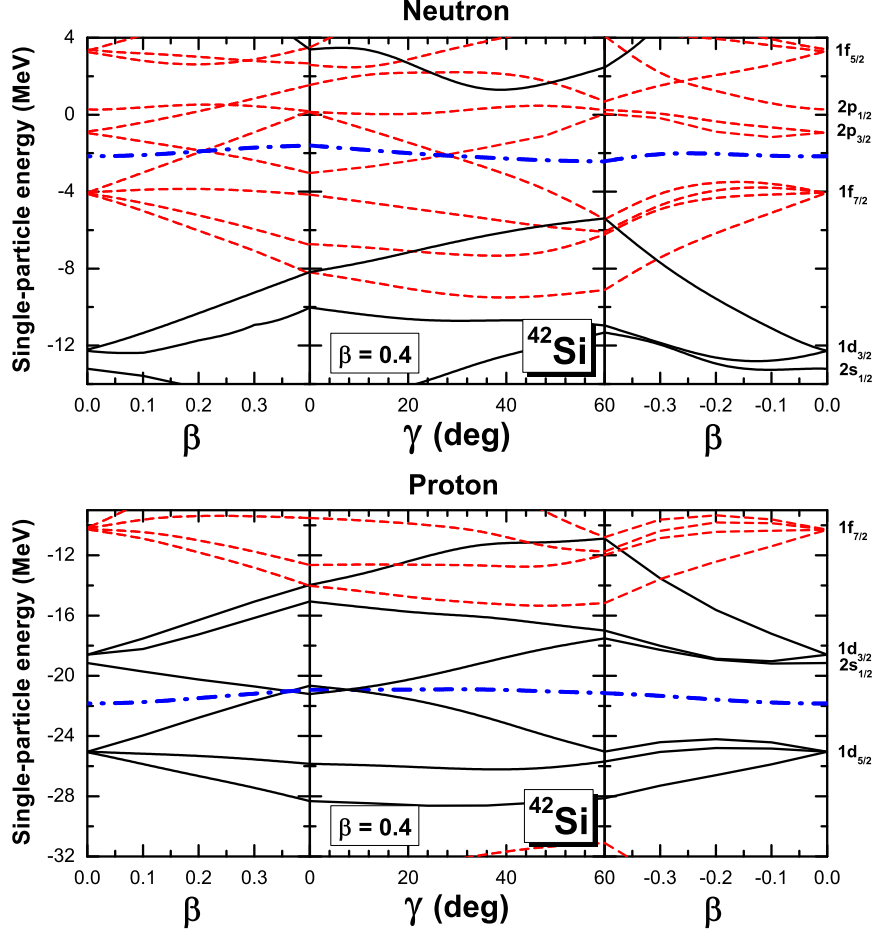 Neutron
Single-particle energy (MeV)
4
0
-4
-8
-12
1f5/2
2p1/2
2p3/2
1f7/2
1d3/2
2s1/2
β = 0.4
42Si
0.0 0.1 0.2 0.3 0 20 40 60 -0.3 -0.2 -0.1 0.0
β γ (deg) β
Proton
Single-particle energy (MeV)
-12
-16
-20
-24
-28
-32
1f7/2
1d3/2
2s1/2
1d5/2
β = 0.4
42Si
0.0 0.1 0.2 0.3 0 20 40 60 -0.3 -0.2 -0.1 0.0
β γ (deg) β